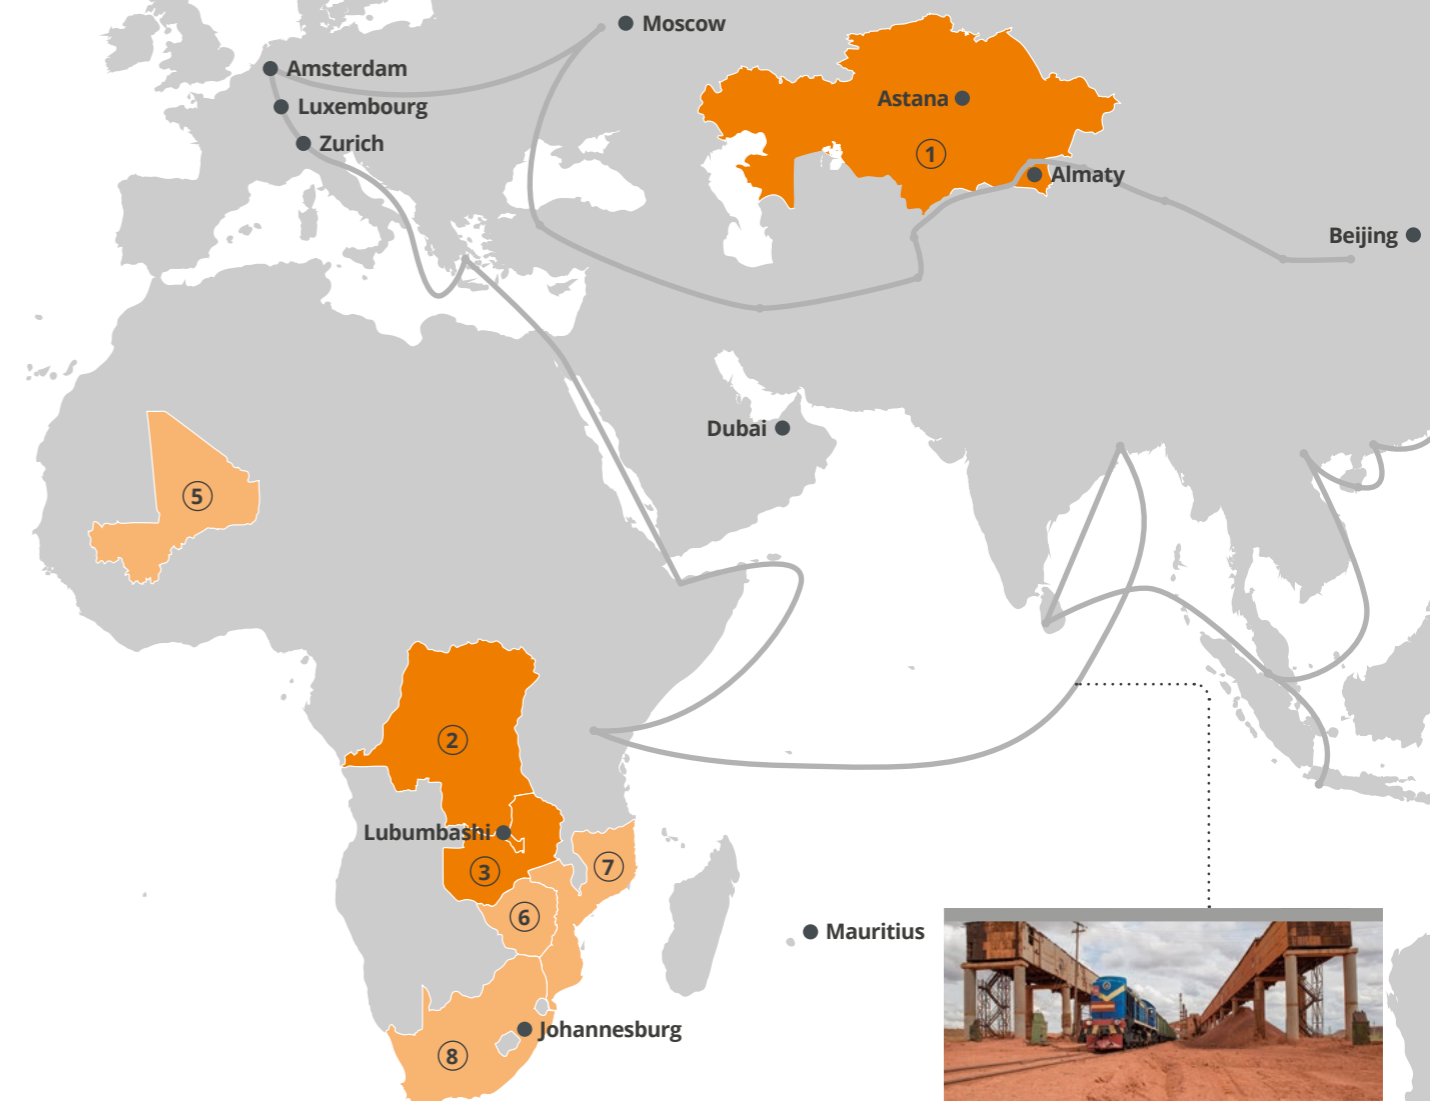 Moscow
Amsterdam
Luxembourg
Astana
Zurich
1
Almaty
Beijing
Dubai
5
2
Lubumbashi
3
7
6
Mauritius
Johannesburg
8